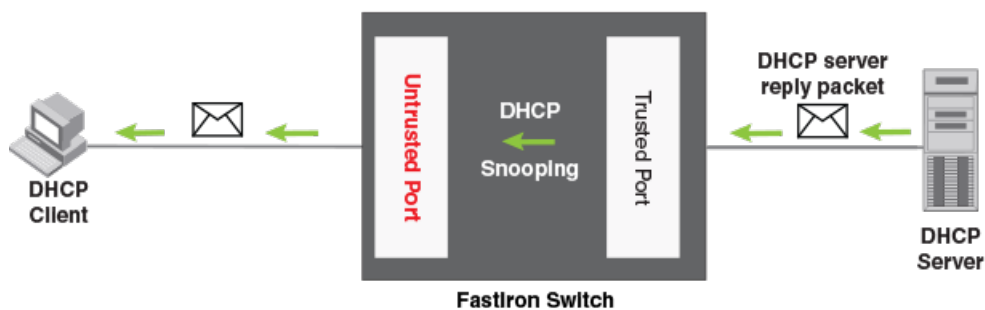 DHCP
Client
Untrusted Port
DHCP
Snooping
Trusted Port
DHCP server
reply packet
DHCP
Server
FastIron Switch